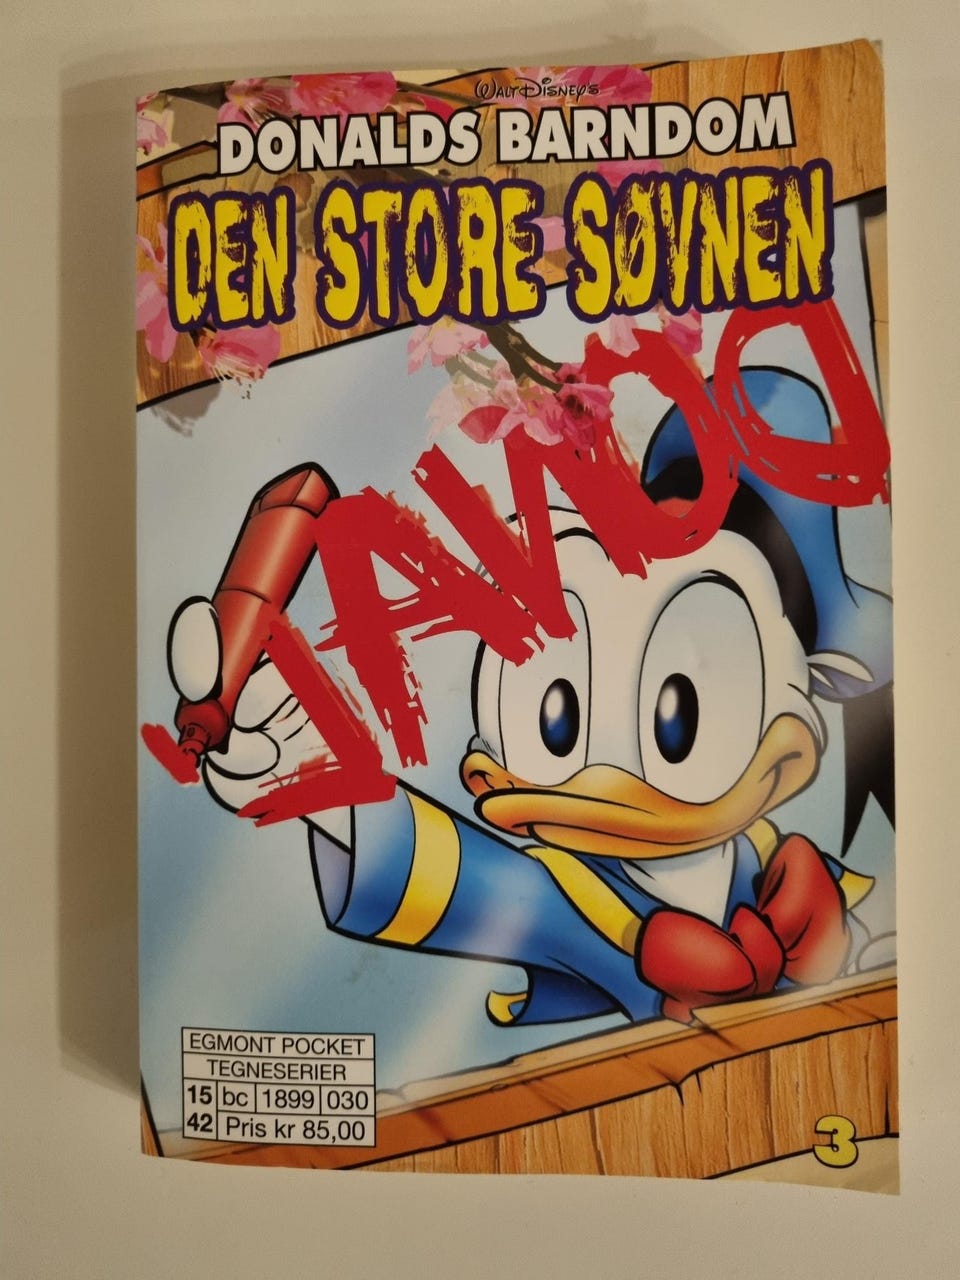 WALT DISNEY'S
DONALDS BARNDOM
DEN STORE SØVNEN
DONAL
EGMONT POCKET
TEGNESERIER
15 bc 1899 030
42 Pris kr 85,00
3